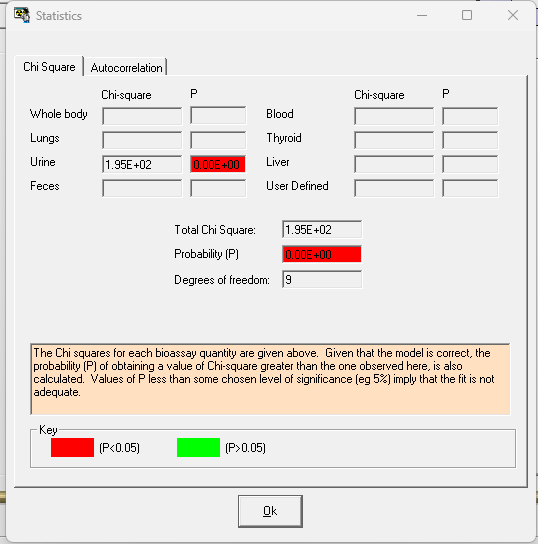 Statistics
Chi Square Autocorrelation
Chi-square P Chi-square P
Whole body Blood
Lungs Thyroid
Urine 1.95E+02 0.00E+00 Liver
Feces User Defined
Total Chi Square: 1.95E+02
Probability (P) 0.00E+00
Degrees of freedom: 9
The Chi squares for each bioassay quantity are given above. Given that the model is correct, the
probability (P) of obtaining a value of Chi-square greater than the one observed here, is also
calculated. Values of P less than some chosen level of significance (eg 5%) imply that the fit is not
adequate.
Key
(P<0.05) (P>0.05)
Ok